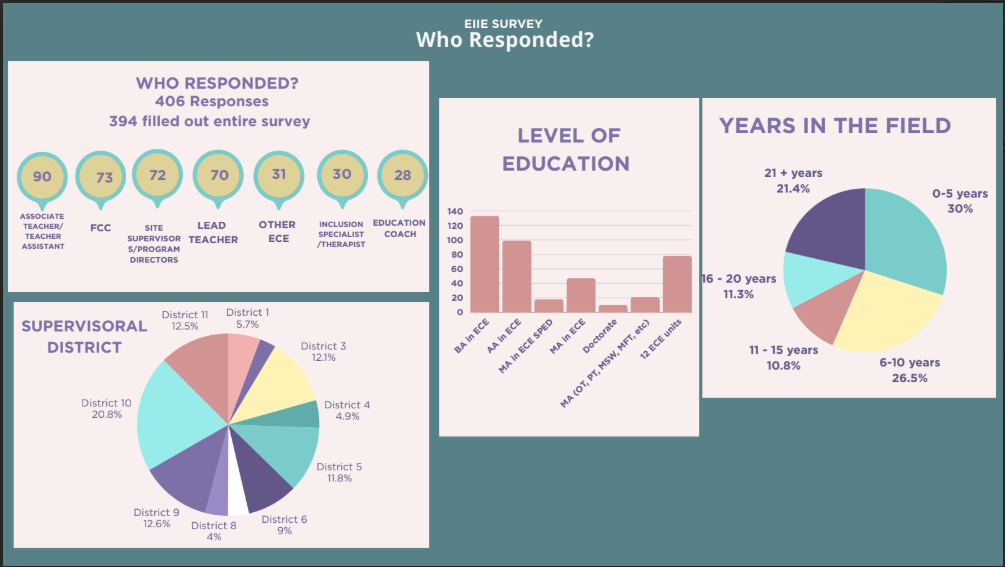 EIIE SURVEY
Who Responded?
WHO RESPONDED?
406 Responses
394 filled out entire survey
90
ASSOCIATE
TEACHER/
TEACHER
ASSISTANT
73
FCC
72
SITE
SUPERVISOR
S/PROGRAM
DIRECTORS
70
LEAD
TEACHER
31
OTHER
ECE
30
INCLUSION
SPECIALIST
/THERAPIST
28
EDUCATION
COACH
SUPERVISORAL
DISTRICT
District 11
12.5%
District 1
5.7%
District 3
12.1%
District 4
4.9%
District 5
11.8%
District 6
9%
District 8
4%
District 9
12.6%
District 10
20.8%
LEVEL OF
EDUCATION
140
120
100
80
60
40
20
0
BA in ECE
AA in ECE
MA in ECE SPED
MA in ECE
Doctorate
MA (OT, PT, MSW, MFT, etc)
12 ECE units
YEARS IN THE FIELD
21 + years
21.4%
0-5 years
30%
16 - 20 years
11.3%
11 - 15 years
10.8%
6-10 years
26.5%